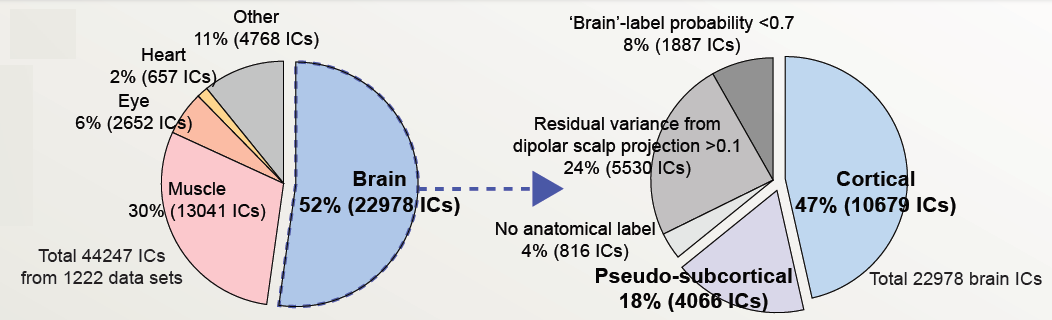 Other
11% (4768 ICs)
Heart
2% (657 ICs)
Eye
6% (2652 ICs)
Muscle
30% (13041 ICs)
Brain
52% (22978 ICs)
Total 44247 ICs
from 1222 data sets
‘Brain’-label probability <0.7
8% (1887 ICs)
Residual variance from
dipolar scalp projection >0.1
24% (5530 ICs)
No anatomical label
4% (816 ICs)
Pseudo-subcortical
18% (4066 ICs)
Cortical
47% (10679 ICs)
Total 22978 brain ICs